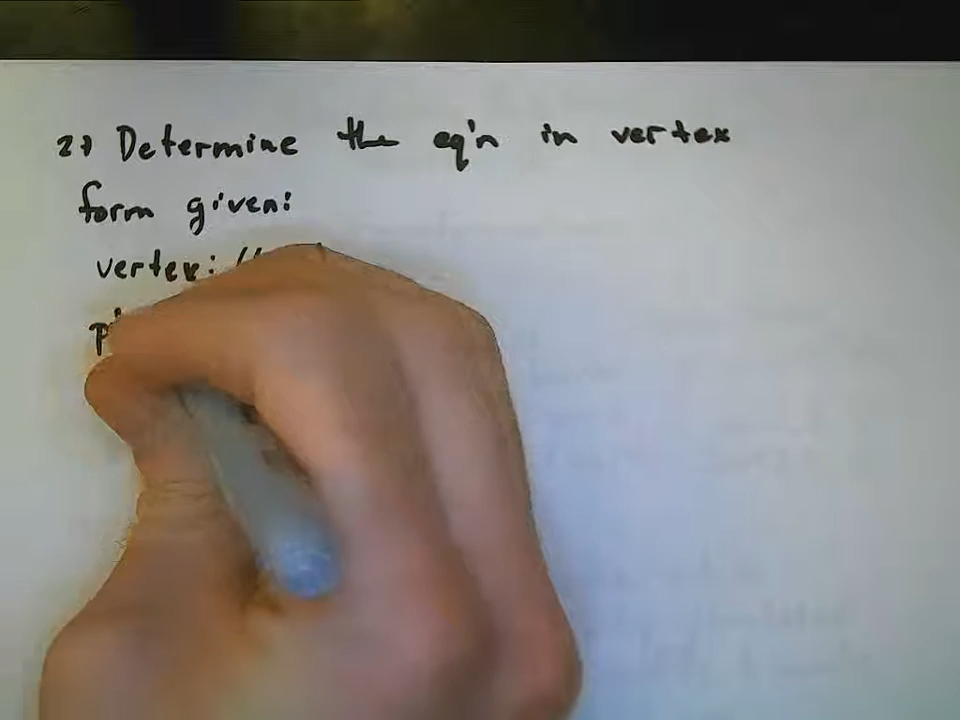 2) Determine the eq'n in vertex
form given:
vertex: